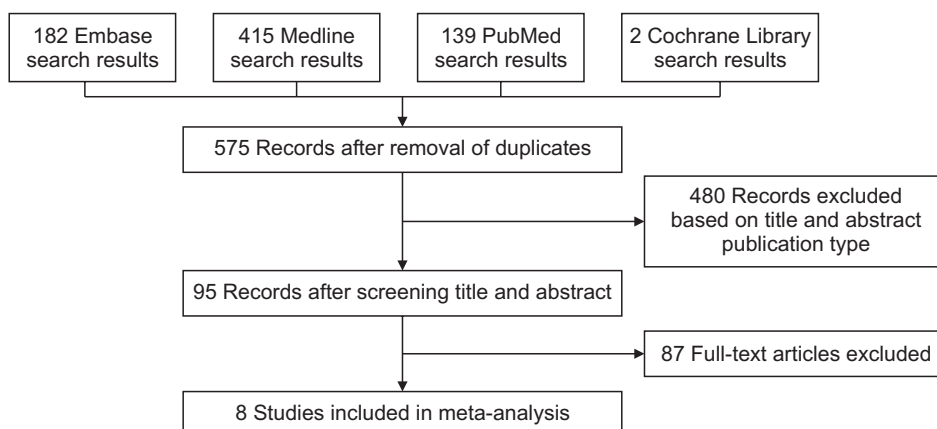 182 Embase
search results
415 Medline
search results
139 PubMed
search results
2 Cochrane Library
search results
575 Records after removal of duplicates
480 Records excluded
based on title and abstract
publication type
95 Records after screening title and abstract
87 Full-text articles excluded
8 Studies included in meta-analysis